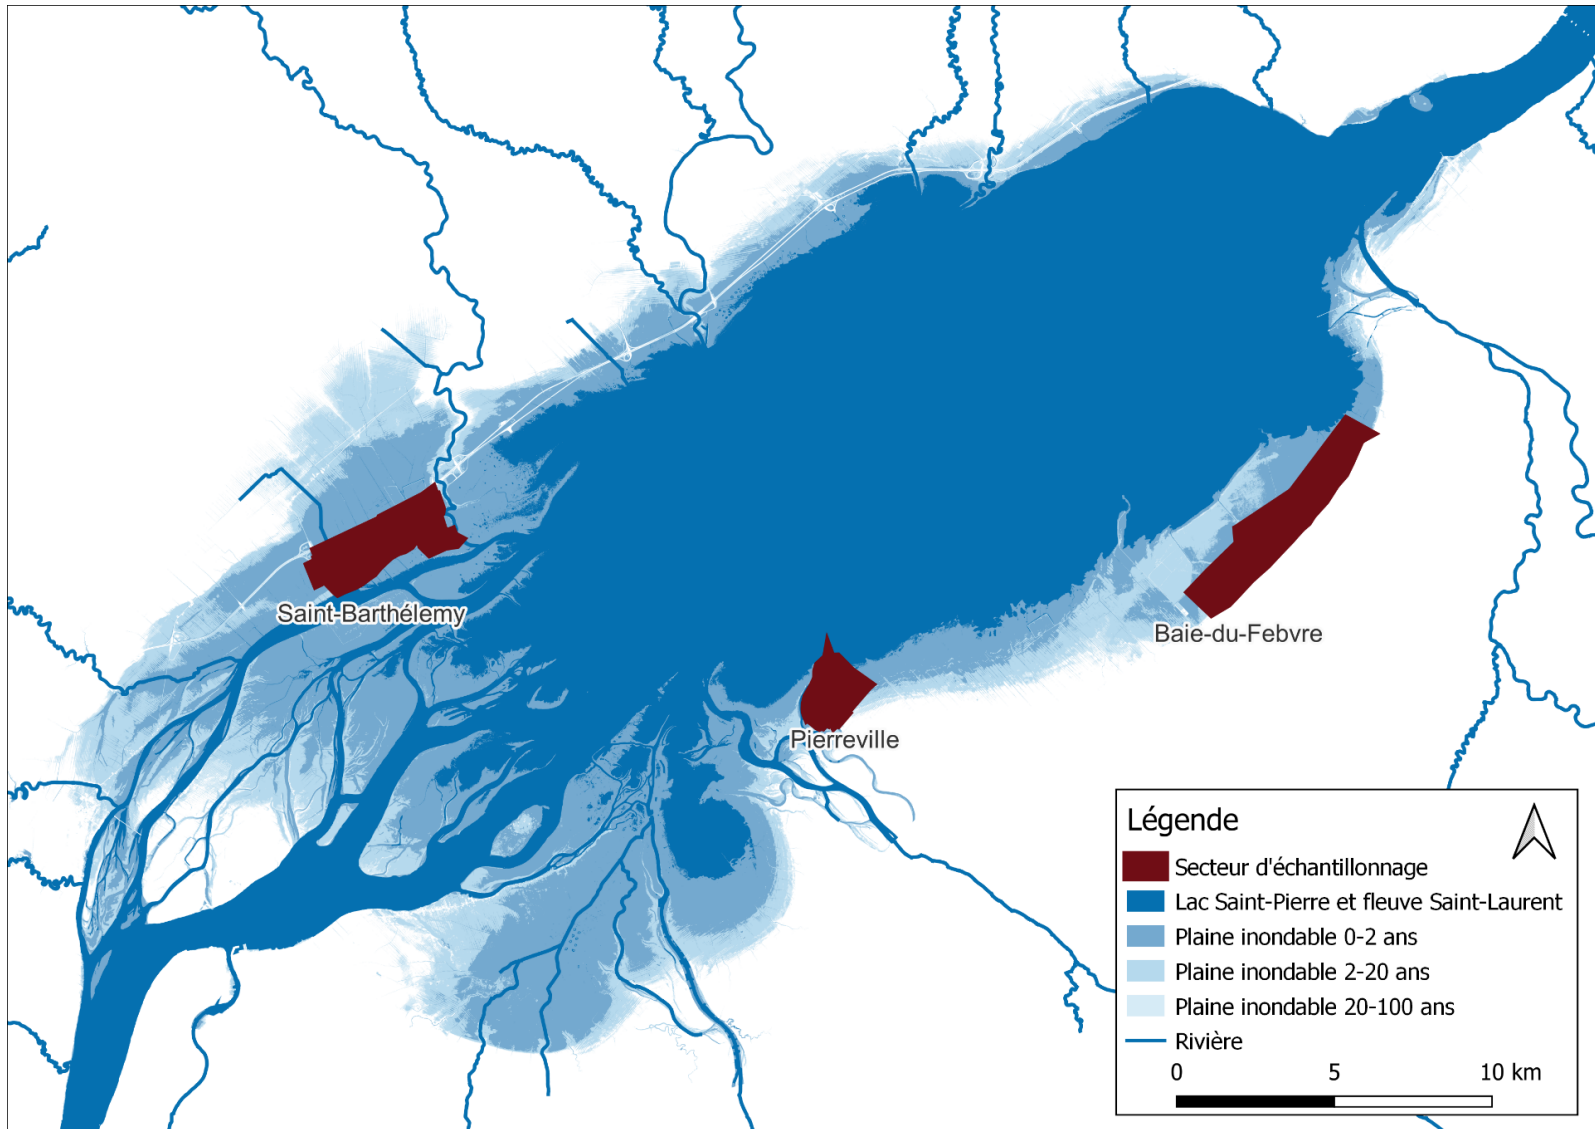 Saint-Barthélemy
Baie-du-Febvre
Pierreville
Légende
Secteur d'échantillonnage
Lac Saint-Pierre et fleuve Saint-Laurent
Plaine inondable 0-2 ans
Plaine inondable 2-20 ans
Plaine inondable 20-100 ans
Rivière
0 5 10 km